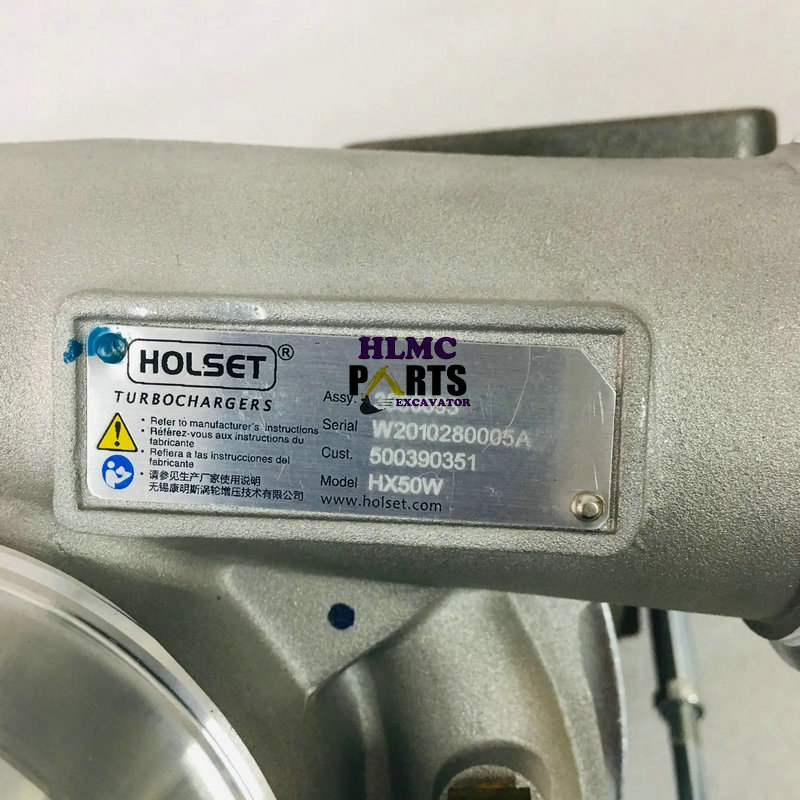 HOLSET®
TURBOCHARGERS
• Refer to manufacturer's instructions
• Référez-vous aux instructions du
fabricante
• Refiera a las instrucciones del
fabricante
• 请参见生产厂家使用说明
无锡康明斯涡轮增压技术有限公司
HLMC
PARTS
EXCAVATOR
Assy.
Serial W2010280005A
Cust. 500390351
Model HX50W
www.holset.com